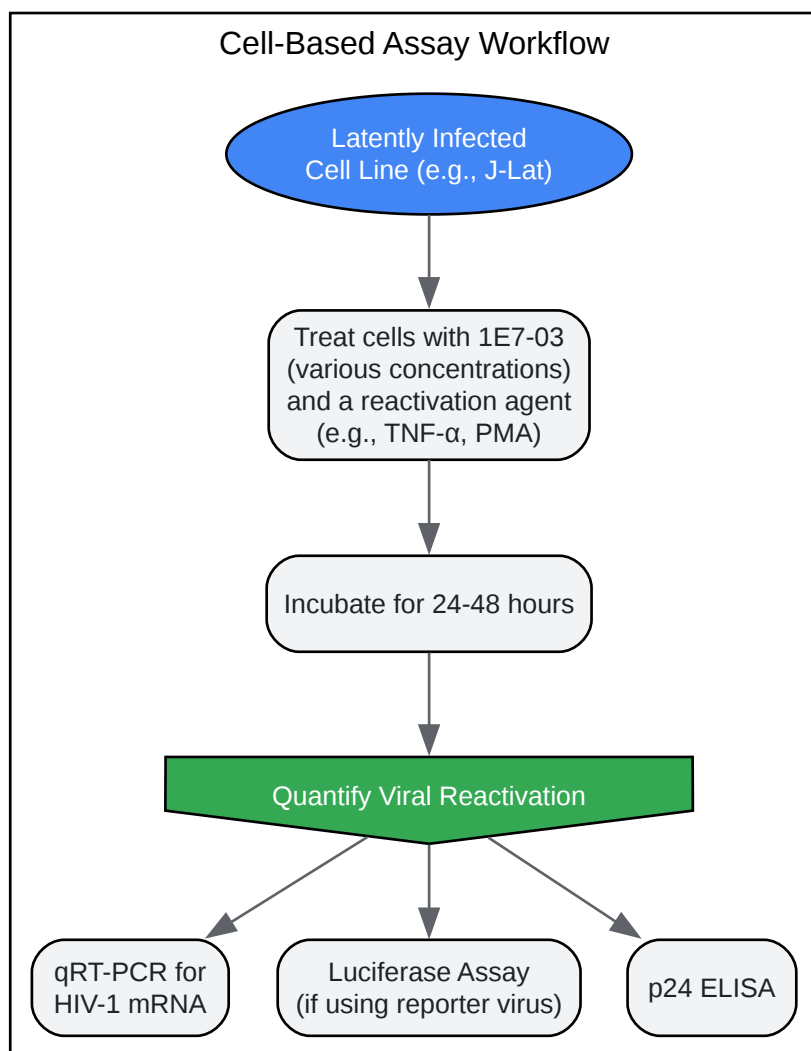 Cell-Based Assay Workflow
Latently Infected
Cell Line (e.g., J-Lat)
Treat cells with 1E7-03
(various concentrations)
and a reactivation agent
(e.g., TNF-α, PMA)
Incubate for 24-48 hours
Quantify Viral Reactivation
qRT-PCR for
HIV-1 mRNA
Luciferase Assay
(if using reporter virus)
p24 ELISA